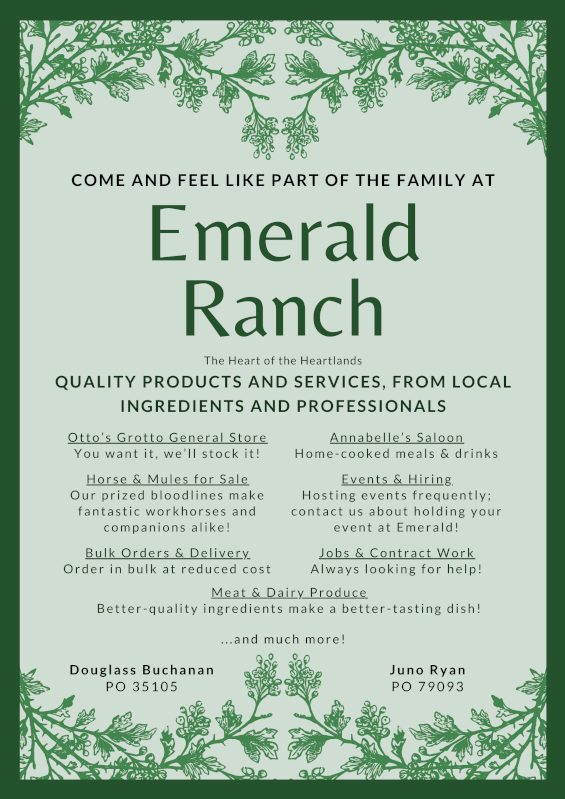 COME AND FEEL LIKE PART OF THE FAMILY AT
Emerald
Ranch
The Heart of the Heartlands
QUALITY PRODUCTS AND SERVICES, FROM LOCAL
INGREDIENTS AND PROFESSIONALS
Otto's Grotto General Store
You want it, we'll stock it!
Annabelle's Saloon
Home-cooked meals & drinks
Horse & Mules for Sale
Our prized bloodlines make
fantastic workhorses and
companions alike!
Events & Hiring
Hosting events frequently;
contact us about holding your
event at Emerald!
Bulk Orders & Delivery
Order in bulk at reduced cost
Jobs & Contract Work
Always looking for help!
Meat & Dairy Produce
Better-quality ingredients make a better-tasting dish!
...and much more!
Douglass Buchanan
PO 35105
Juno Ryan
PO 79093